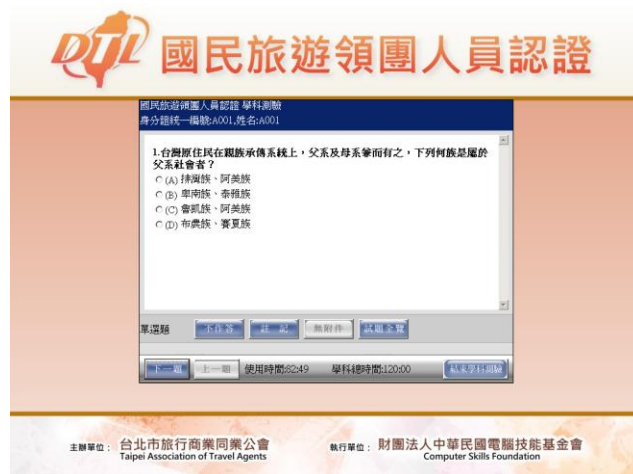 DTL 國民旅遊領團人員認證
國民旅遊領團人員認證 學科測驗
身分證統一編號:A001,姓名:A001
1.台灣原住民在親族承傳系統上，父系及母系兼而有之，下列何族是屬於
父系社會者？
(A) 排灣族、阿美族
(B) 卑南族、泰雅族
(C) 魯凱族、阿美族
(D) 布農族、賽夏族
單選題 不作答 註 記 無附件 試題全覽
下一題 上一題 使用時間:62:49 學科總時間:120:00 結束學科測驗
主辦單位： 台北市旅行商業同業公會 執行單位： 財團法人中華民國電腦技能基金會
Taipei Association of Travel Agents Computer Skills Foundation